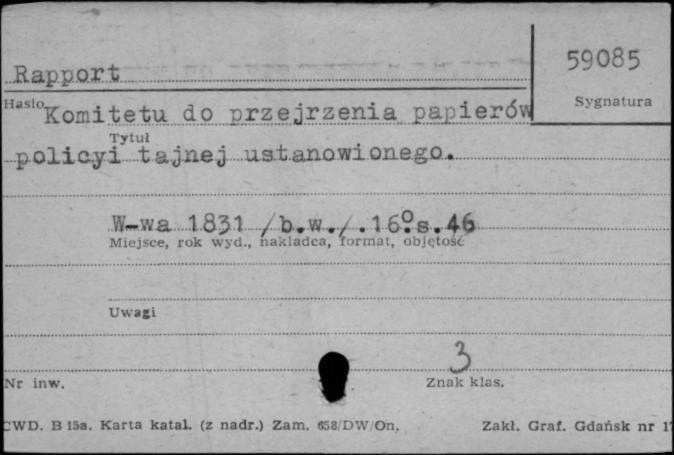 59085
Rapport
Sygnatura
Hasło
Komitetu do przejrzenia papierów
Tytuł
policyi tajnej ustanowionego.
W-wa 1831 /b.w./.16°.s.46
Miejsce, rok wyd., nakładca, format, objętość
Uwagi
3
Nr inw.
Znak klas.
CWD. B 15a. Karta katal. (z nadr.) Zam. 658/DW/On.
Zakł. Graf. Gdańsk nr